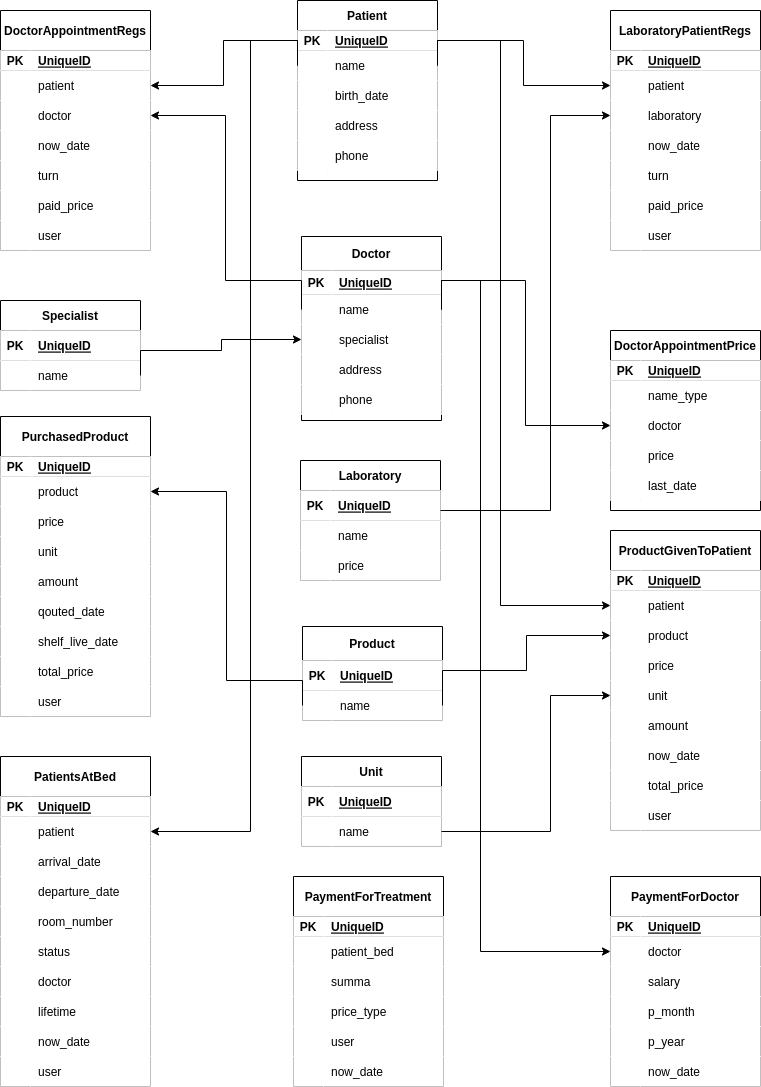 DoctorAppointmentRegs
PK UniqueID
patient
doctor
now_date
turn
paid_price
user
Patient
PK UniqueID
name
birth_date
address
phone
LaboratoryPatientRegs
PK UniqueID
patient
laboratory
now_date
turn
paid_price
user
Doctor
PK UniqueID
name
specialist
address
phone
Specialist
PK UniqueID
name
DoctorAppointmentPrice
PK UniqueID
name_type
doctor
price
last_date
PurchasedProduct
PK UniqueID
product
price
unit
amount
qouted_date
shelf_live_date
total_price
user
Laboratory
PK UniqueID
name
price
ProductGivenToPatient
PK UniqueID
patient
product
price
unit
amount
now_date
total_price
user
Product
PK UniqueID
name
PatientsAtBed
PK UniqueID
patient
arrival_date
departure_date
room_number
status
doctor
lifetime
now_date
user
Unit
PK UniqueID
name
PaymentForTreatment
PK UniqueID
patient_bed
summa
price_type
user
now_date
PaymentForDoctor
PK UniqueID
doctor
salary
p_month
p_year
now_date